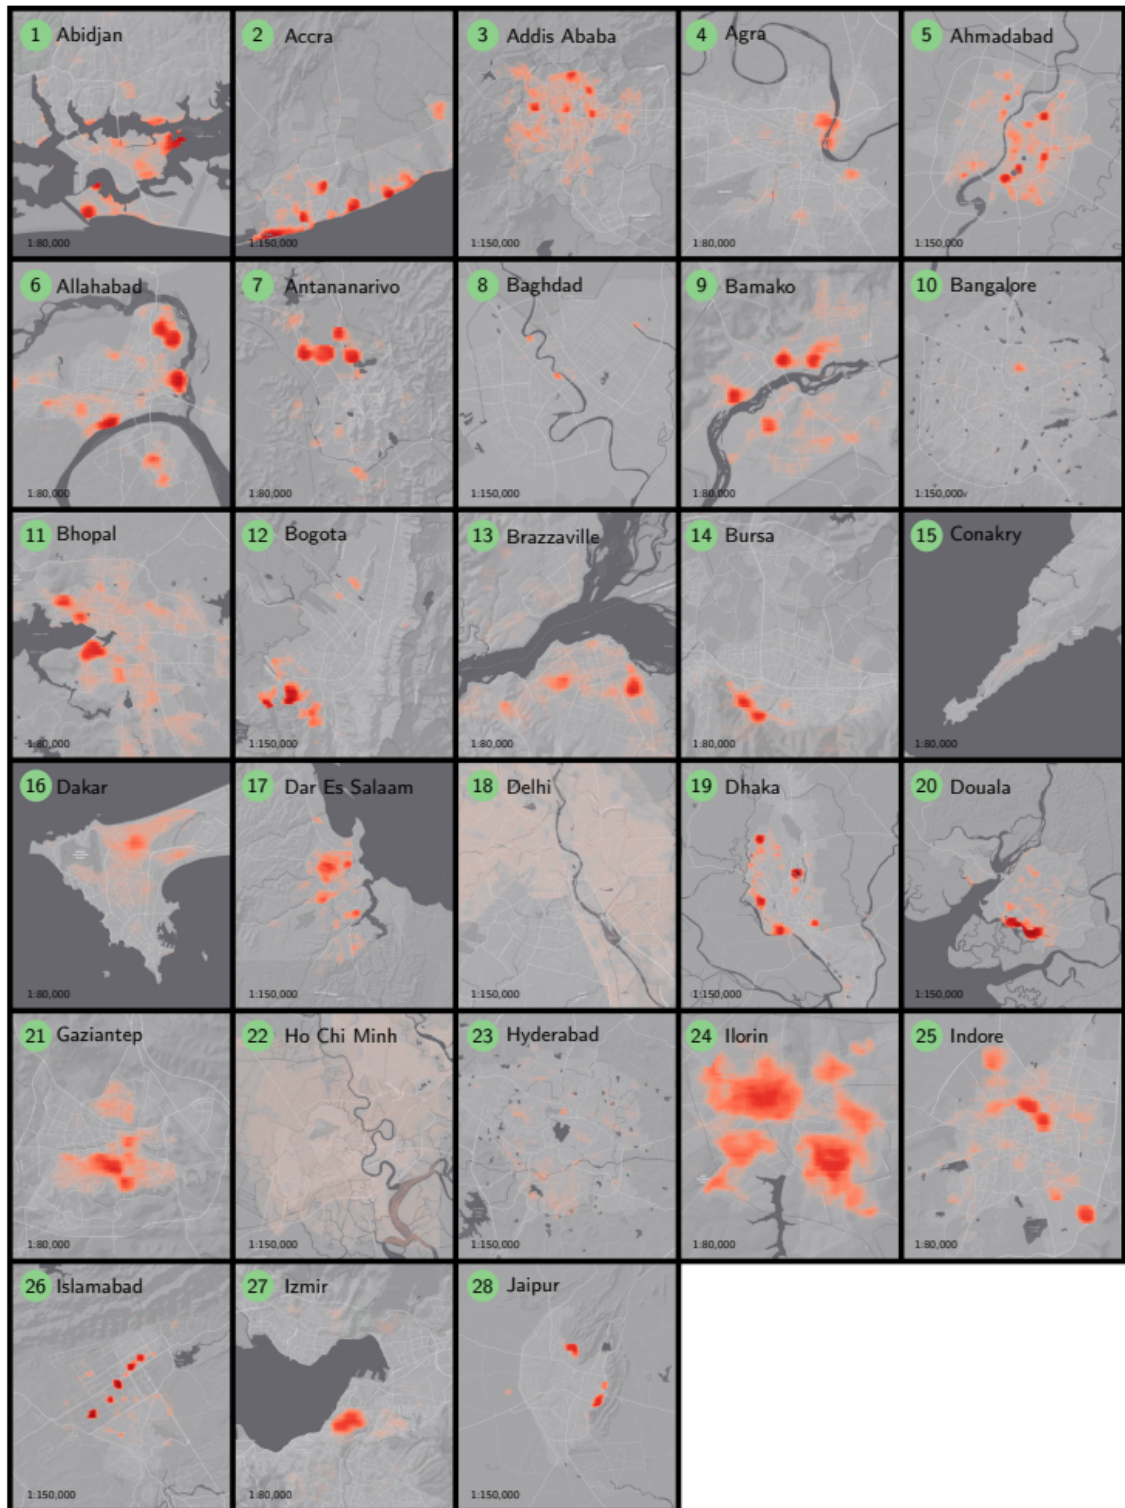 1 Abidjan
1:80,000
2 Accra
1:150,000
3 Addis Ababa
1:150,000
4 Agra
1:80,000
5 Ahmadabad
1:150,000
6 Allahabad
1:80,000
7 Antananarivo
1:80,000
8 Baghdad
1:150,000
9 Bamako
1:80,000
10 Bangalore
1:150,000
11 Bhopal
1:80,000
12 Bogota
1:150,000
13 Brazzaville
1:80,000
14 Bursa
1:80,000
15 Conakry
1:80,000
16 Dakar
1:80,000
17 Dar Es Salaam
1:150,000
18 Delhi
1:150,000
19 Dhaka
1:150,000
20 Douala
1:150,000
21 Gaziantep
1:80,000
22 Ho Chi Minh
1:150,000
23 Hyderabad
1:150,000
24 Ilorin
1:80,000
25 Indore
1:80,000
26 Islamabad
1:150,000
27 Izmir
1:80,000
28 Jaipur
1:150,000